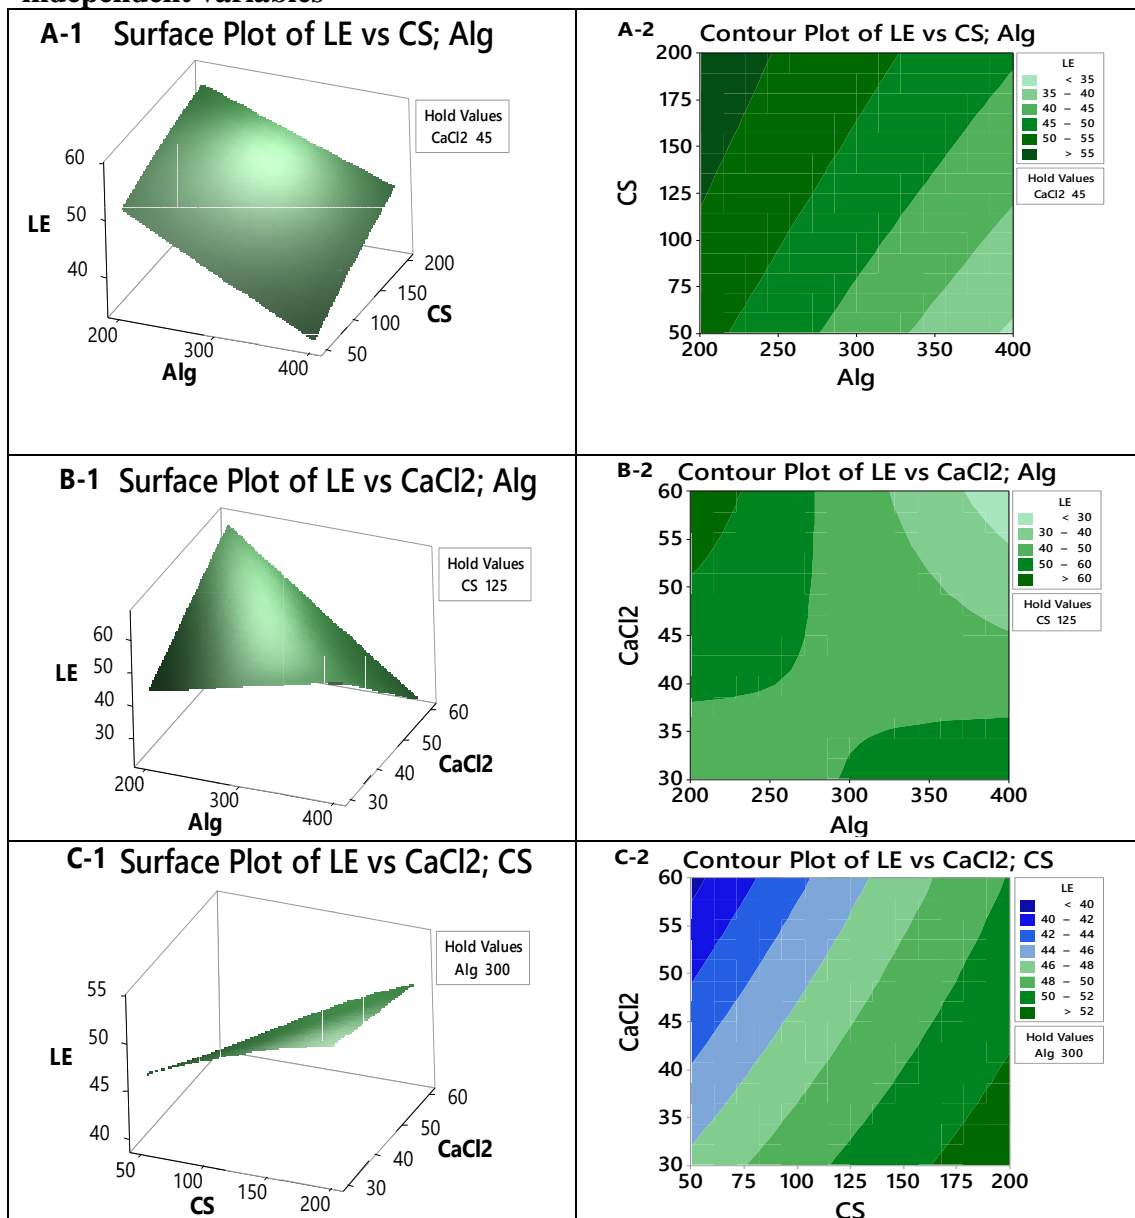 independent variables
A-1 Surface Plot of LE vs CS; Alg
Hold Values
CaCl2 45
60
50
40
LE
200
300
400
Alg
50
100
150
200
CS
A-2 Contour Plot of LE vs CS; Alg
200
175
150
125
100
75
50
CS
200 250 300 350 400
Alg
LE
< 35
35 – 40
40 – 45
45 – 50
50 – 55
> 55
Hold Values
CaCl2 45
B-1 Surface Plot of LE vs CaCl2; Alg
Hold Values
CS 125
60
50
40
30
LE
200
300
400
Alg
30
40
50
60
CaCl2
B-2 Contour Plot of LE vs CaCl2; Alg
60
55
50
45
40
35
30
CaCl2
200 250 300 350 400
Alg
LE
< 30
30 – 40
40 – 50
50 – 60
> 60
Hold Values
CS 125
C-1 Surface Plot of LE vs CaCl2; CS
Hold Values
Alg 300
55
50
45
40
LE
50
100
150
200
CS
30
40
50
60
CaCl2
C-2 Contour Plot of LE vs CaCl2; CS
60
55
50
45
40
35
30
CaCl2
50 75 100 125 150 175 200
CS
LE
< 40
40 – 42
42 – 44
44 – 46
46 – 48
48 – 50
50 – 52
> 52
Hold Values
Alg 300